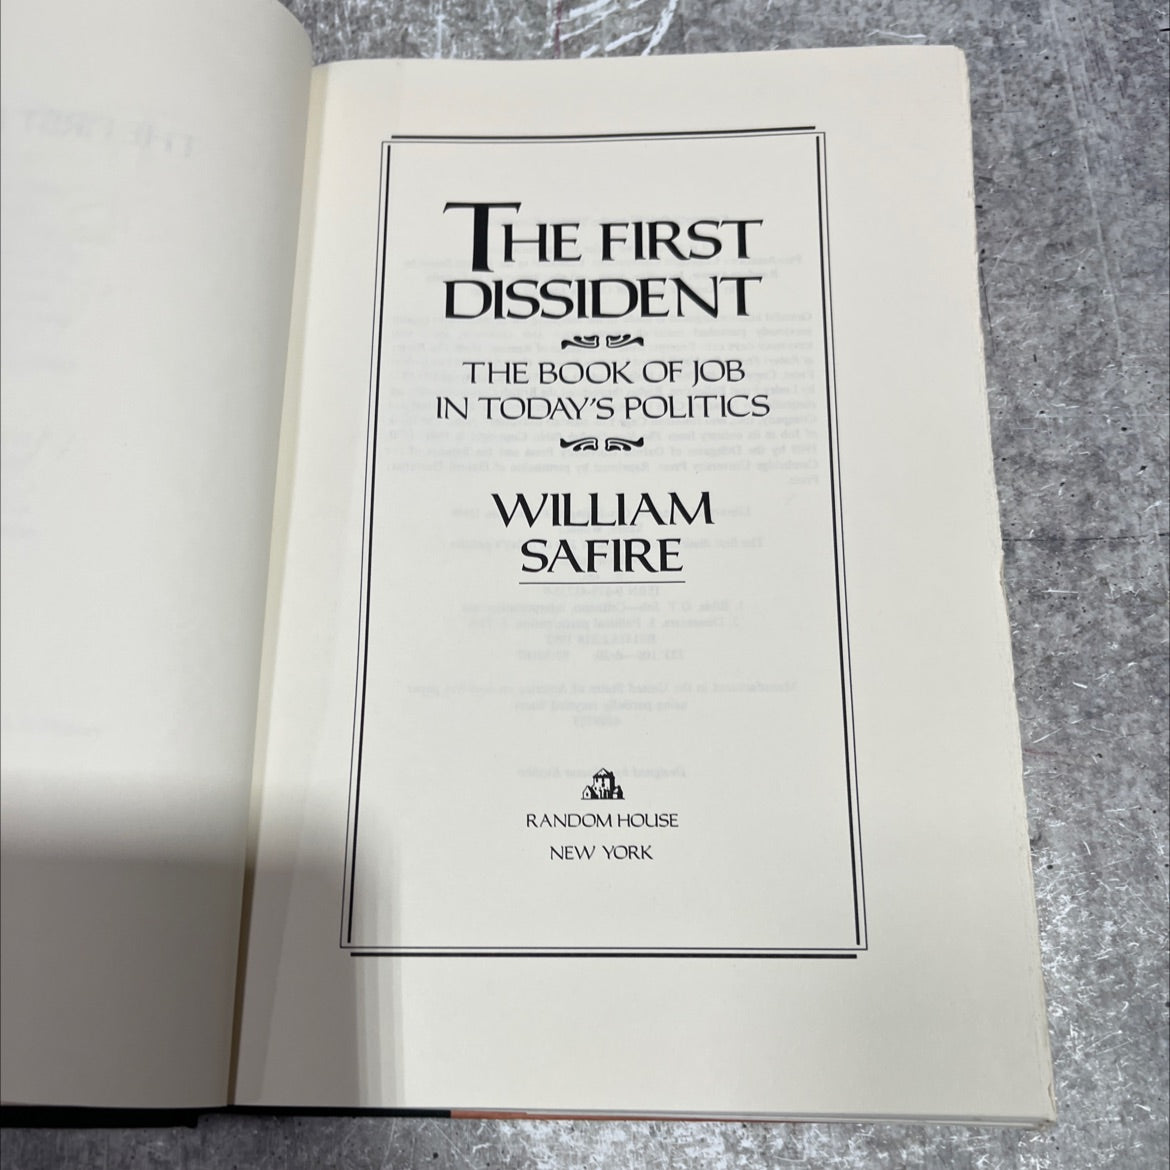 THE FIRST
DISSIDENT
THE BOOK OF JOB
IN TODAY'S POLITICS
WILLIAM
SAFIRE
RANDOM HOUSE
NEW YORK